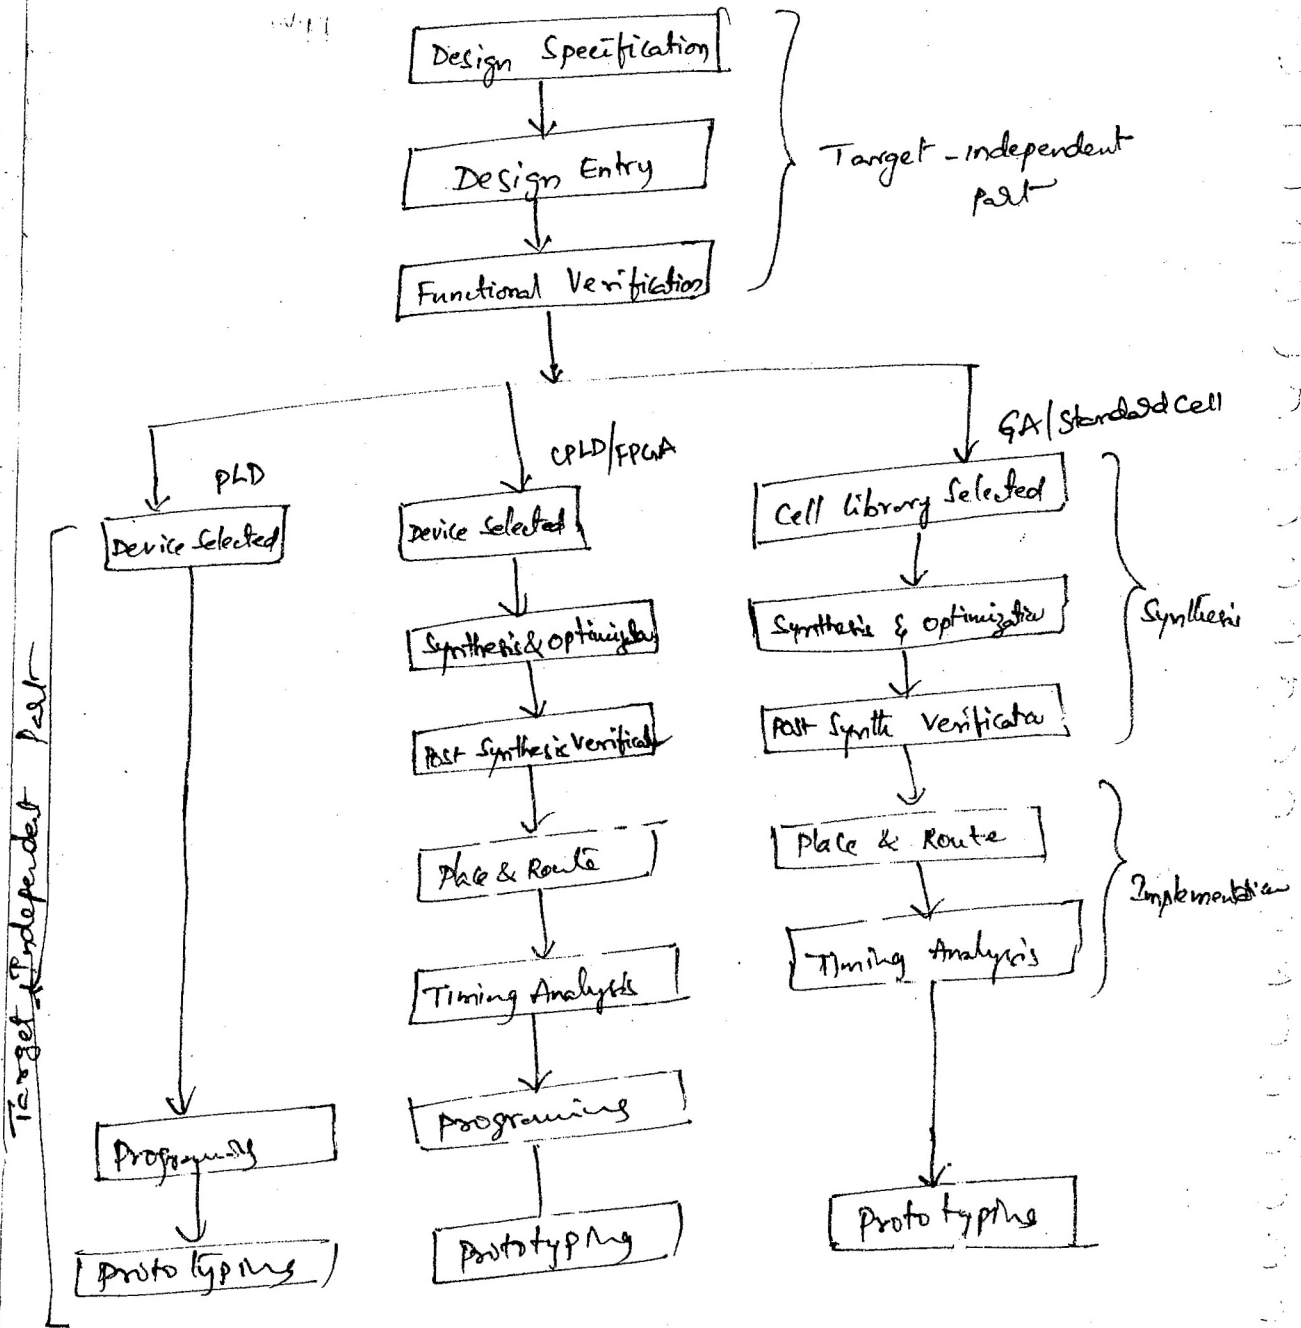 Design Specification
Design Entry
Target-independent
part
Functional Verification
PLD
CPLD/FPGA
GA/Standard Cell
Device Selected
Device Selected
Cell library Selected
Synthesis & Optimization
Synthesis & Optimization
Synthesis
Post Synthesis Verification
Post Synth Verification
Place & Route
Place & Route
Implementation
Timing Analysis
Timing Analysis
Programing
Programing
Prototyping
Prototyping
Prototyping
Target Independent Part